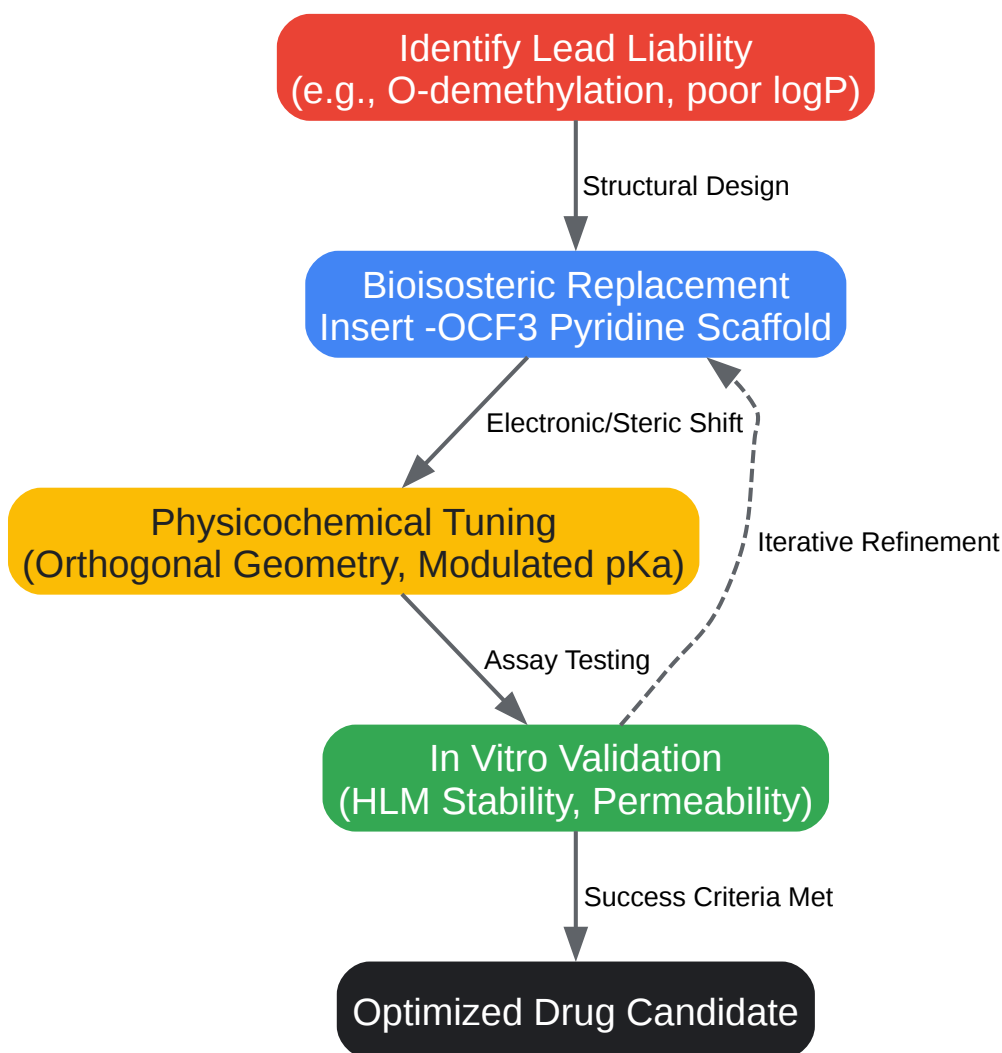 Identify Lead Liability
(e.g., O-demethylation, poor logP)
Structural Design
Bioisosteric Replacement
Insert -OCF3 Pyridine Scaffold
Electronic/Steric Shift
Physicochemical Tuning
(Orthogonal Geometry, Modulated pKa)
Iterative Refinement
Assay Testing
In Vitro Validation
(HLM Stability, Permeability)
Success Criteria Met
Optimized Drug Candidate